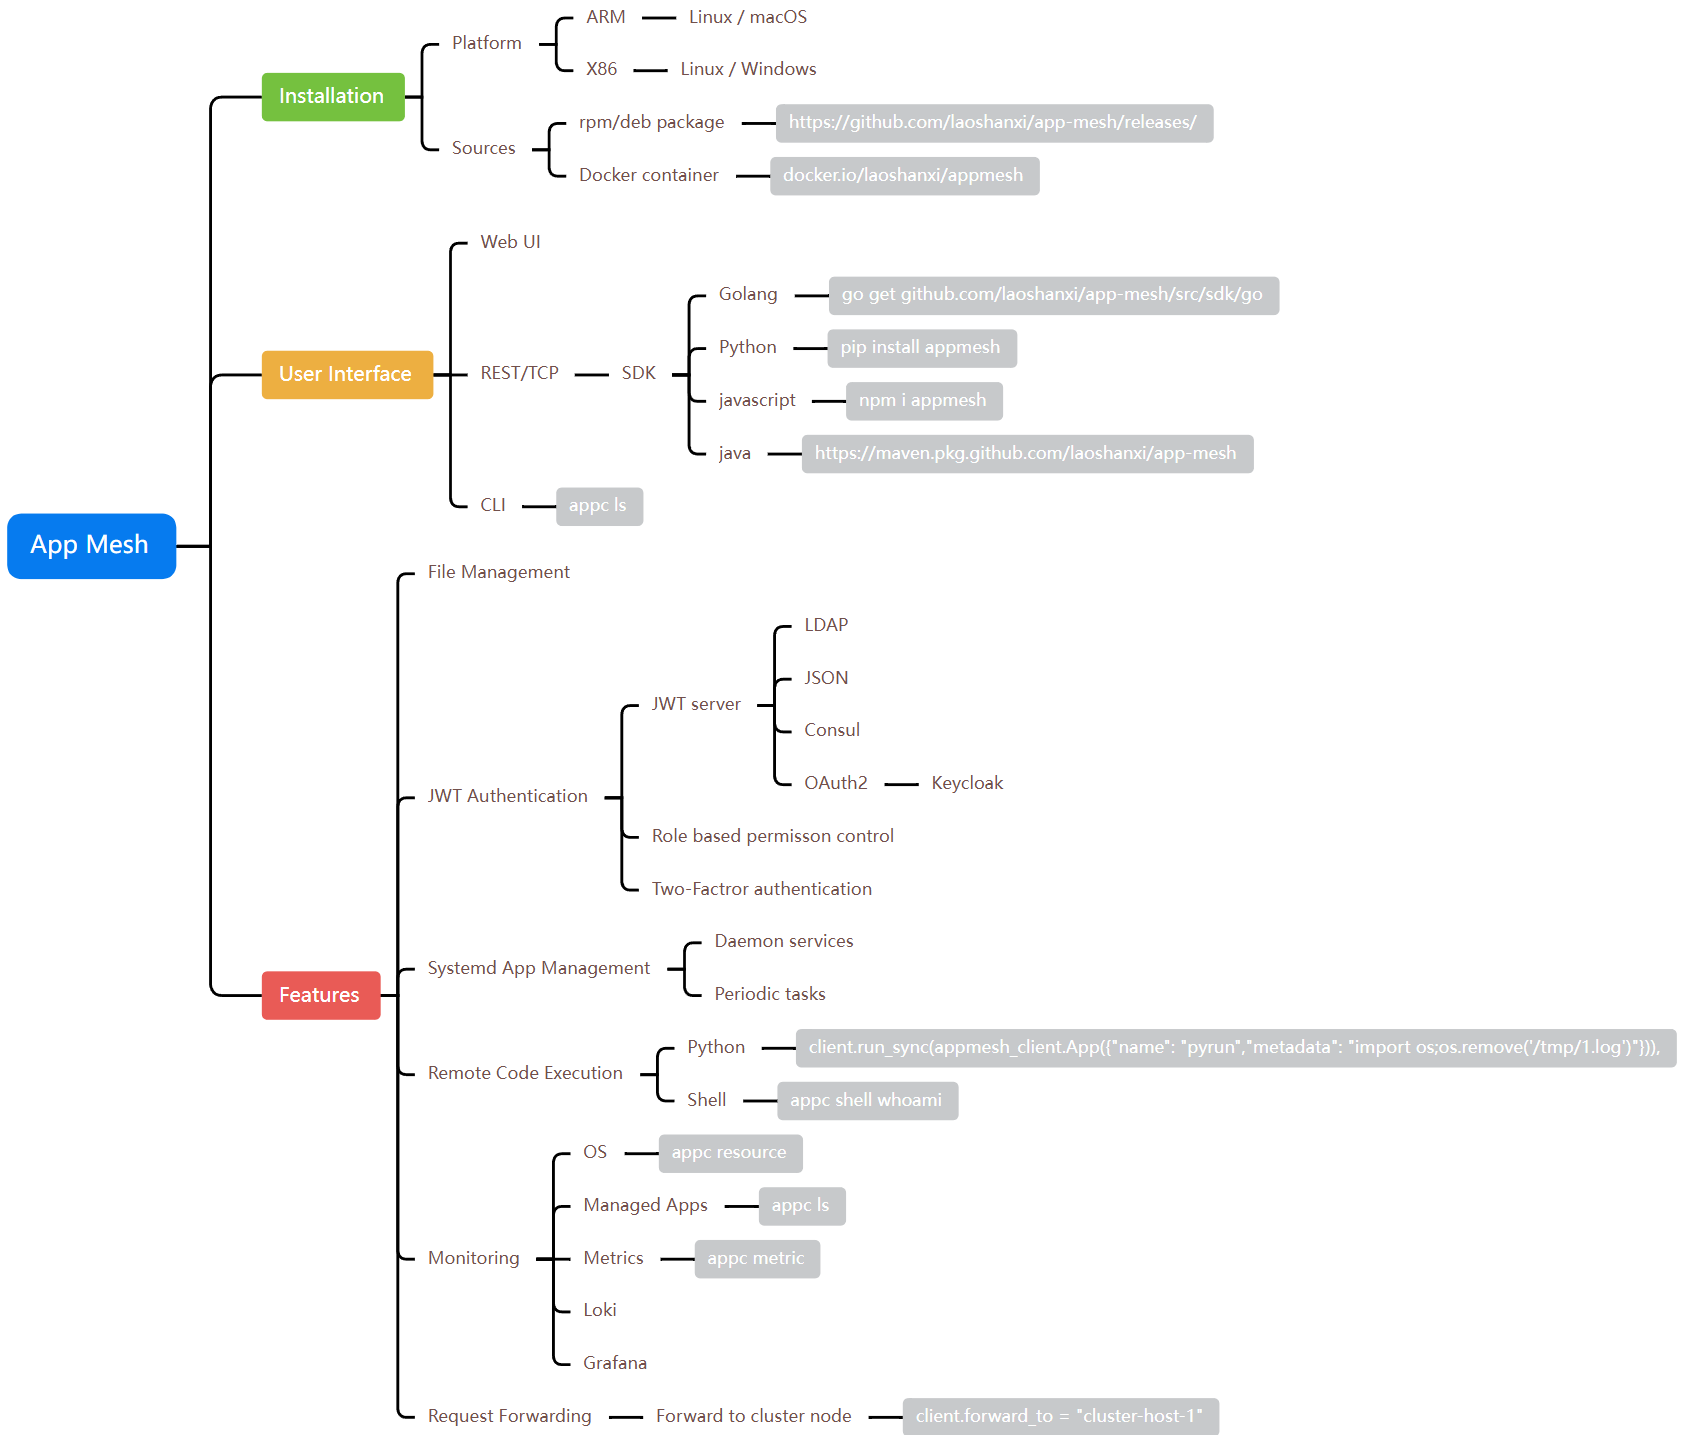 App Mesh
Installation
Platform
ARM
Linux / macOS
X86
Linux / Windows
Sources
rpm/deb package
https://github.com/laoshanxi/app-mesh/releases/
Docker container
docker.io/laoshanxi/appmesh
User Interface
Web UI
REST/TCP
SDK
Golang
go get github.com/laoshanxi/app-mesh/src/sdk/go
Python
pip install appmesh
javascript
npm i appmesh
java
https://maven.pkg.github.com/laoshanxi/app-mesh
CLI
appc ls
Features
File Management
JWT Authentication
JWT server
LDAP
JSON
Consul
OAuth2
Keycloak
Role based permisson control
Two-Factror authentication
Systemd App Management
Daemon services
Periodic tasks
Remote Code Execution
Python
client.run_sync(appmesh_client.App({"name": "pyrun","metadata": "import os;os.remove('/tmp/1.log')"})),
Shell
appc shell whoami
Monitoring
OS
appc resource
Managed Apps
appc ls
Metrics
appc metric
Loki
Grafana
Request Forwarding
Forward to cluster node
client.forward_to = "cluster-host-1"